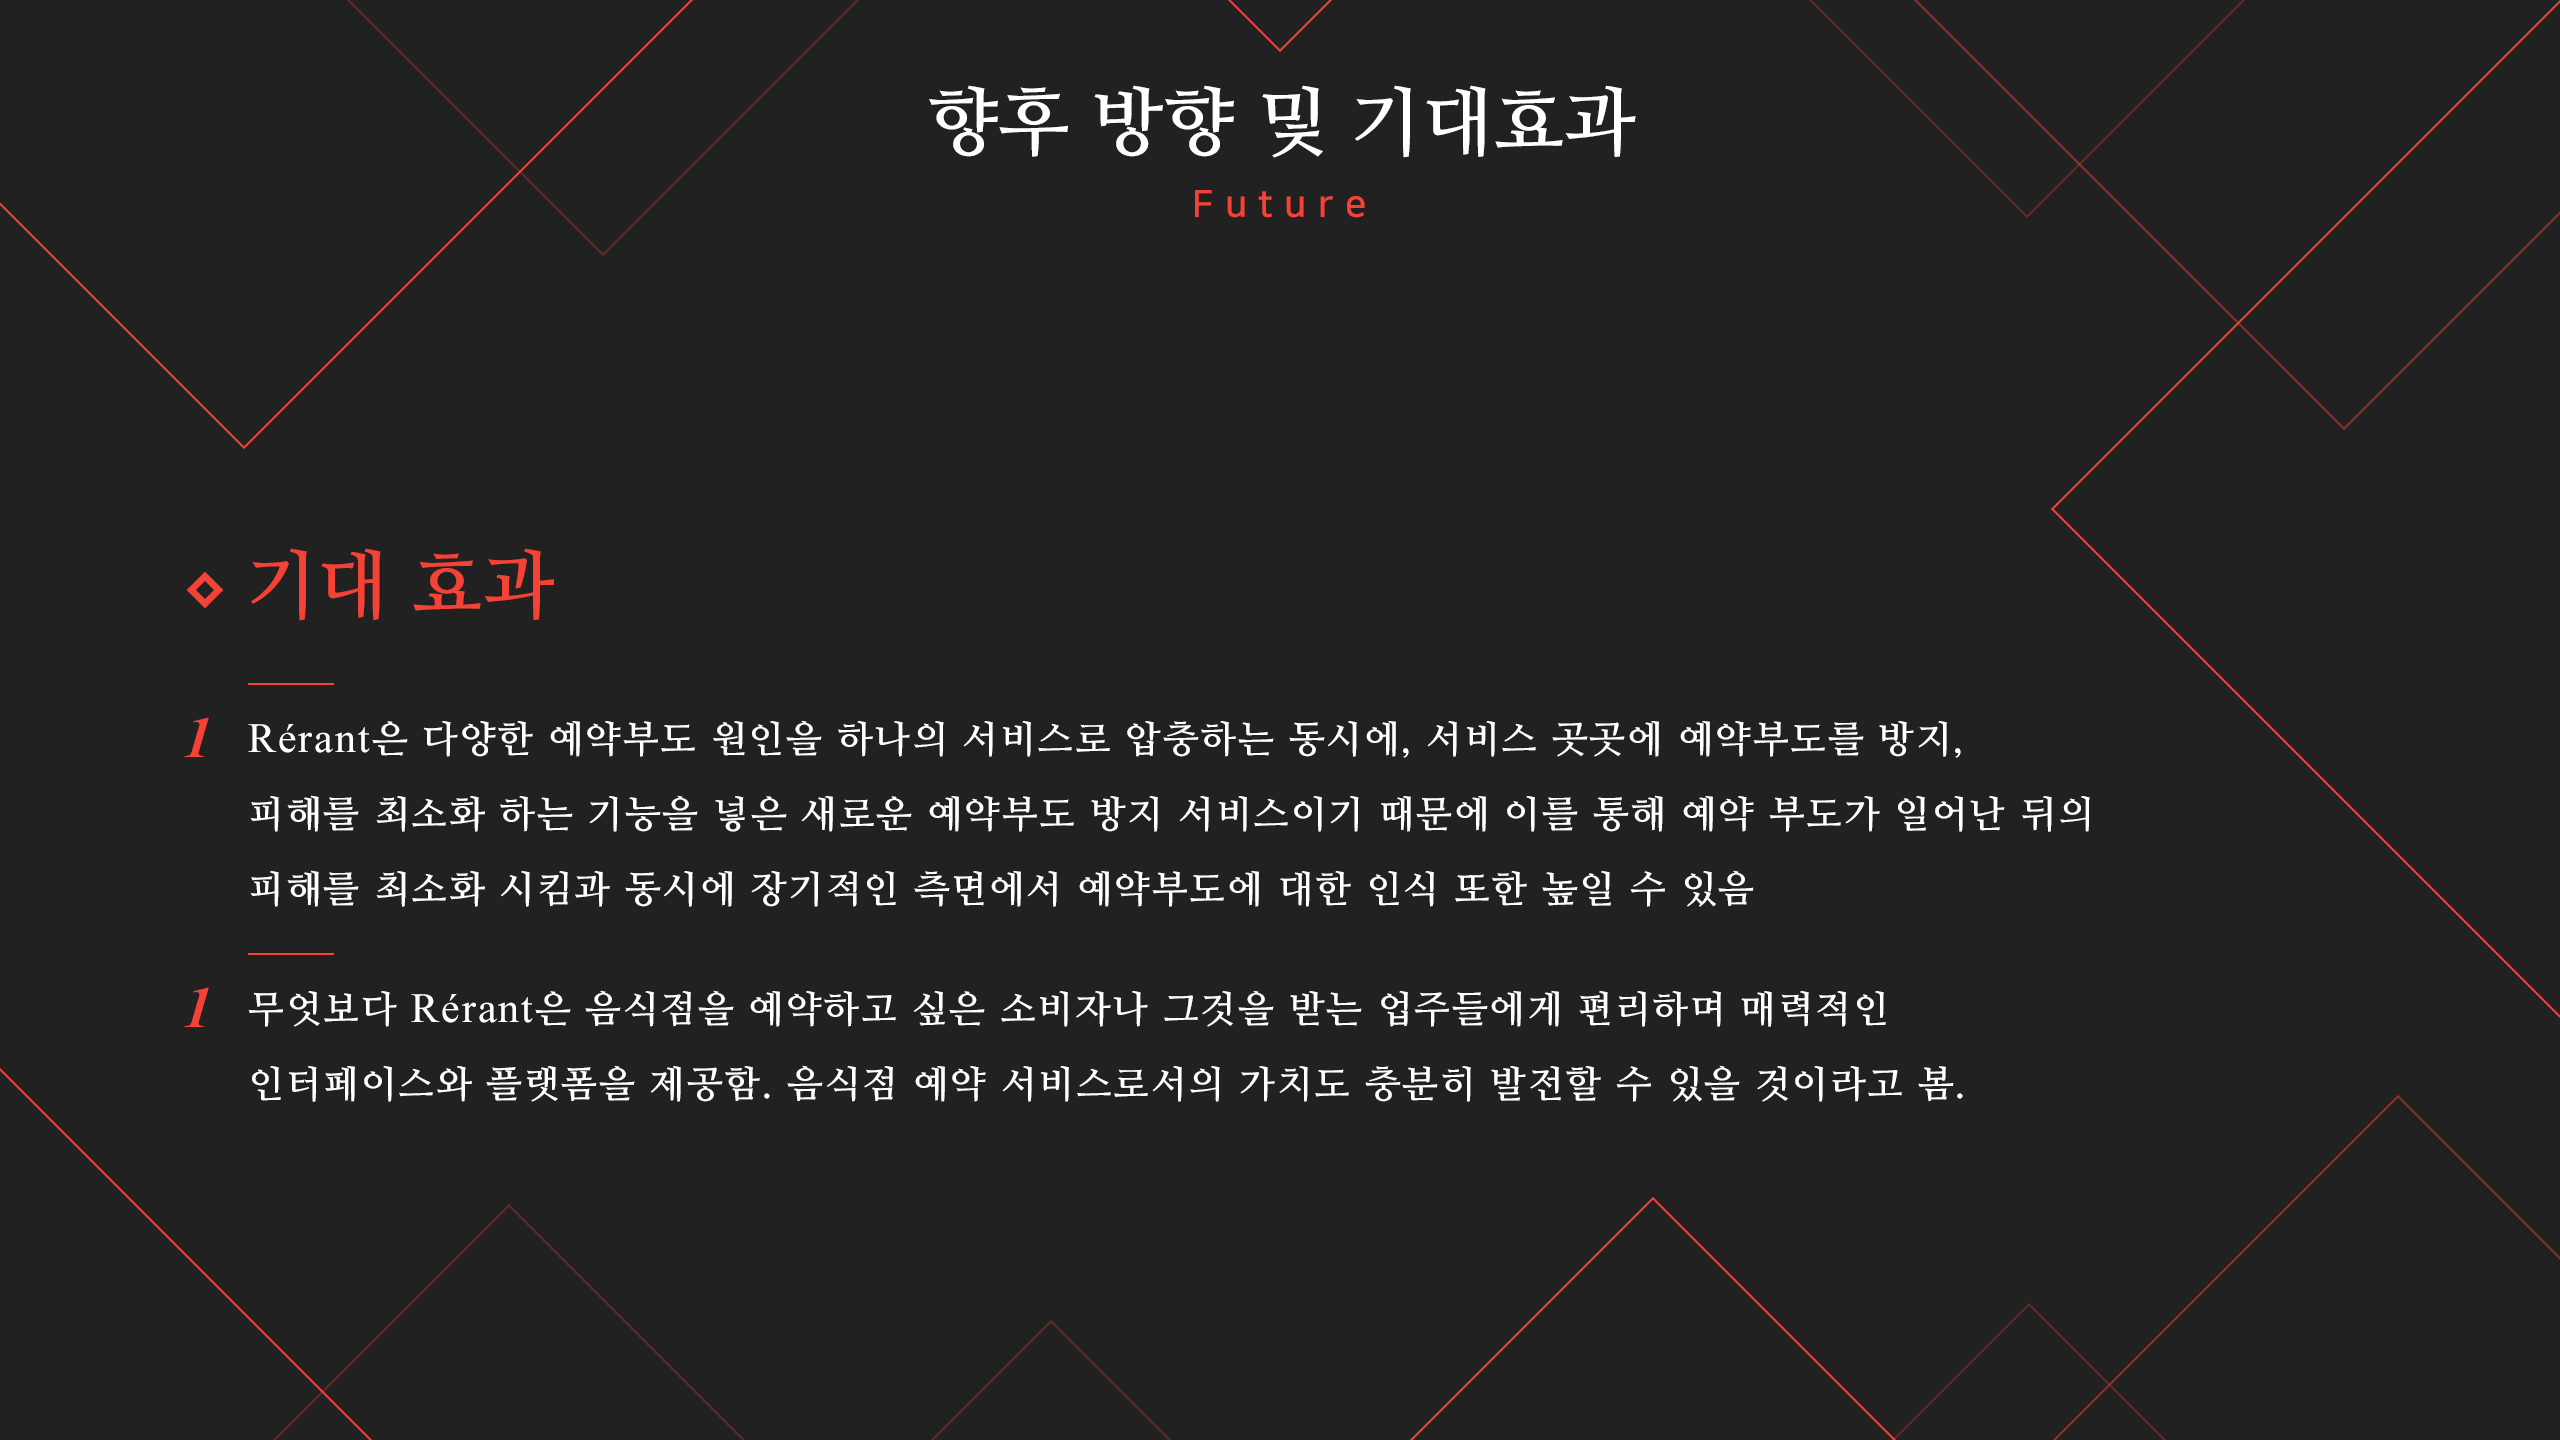 향후 방향 및 기대효과
Future
기대 효과
1 Rérant은 다양한 예약부도 원인을 하나의 서비스로 압충하는 동시에, 서비스 곳곳에 예약부도를 방지,
피해를 최소화 하는 기능을 넣은 새로운 예약부도 방지 서비스이기 때문에 이를 통해 예약 부도가 일어난 뒤의
피해를 최소화 시킴과 동시에 장기적인 측면에서 예약부도에 대한 인식 또한 높일 수 있음
1 무엇보다 Rérant은 음식점을 예약하고 싶은 소비자나 그것을 받는 업주들에게 편리하며 매력적인
인터페이스와 플랫폼을 제공함. 음식점 예약 서비스로서의 가치도 충분히 발전할 수 있을 것이라고 봄.